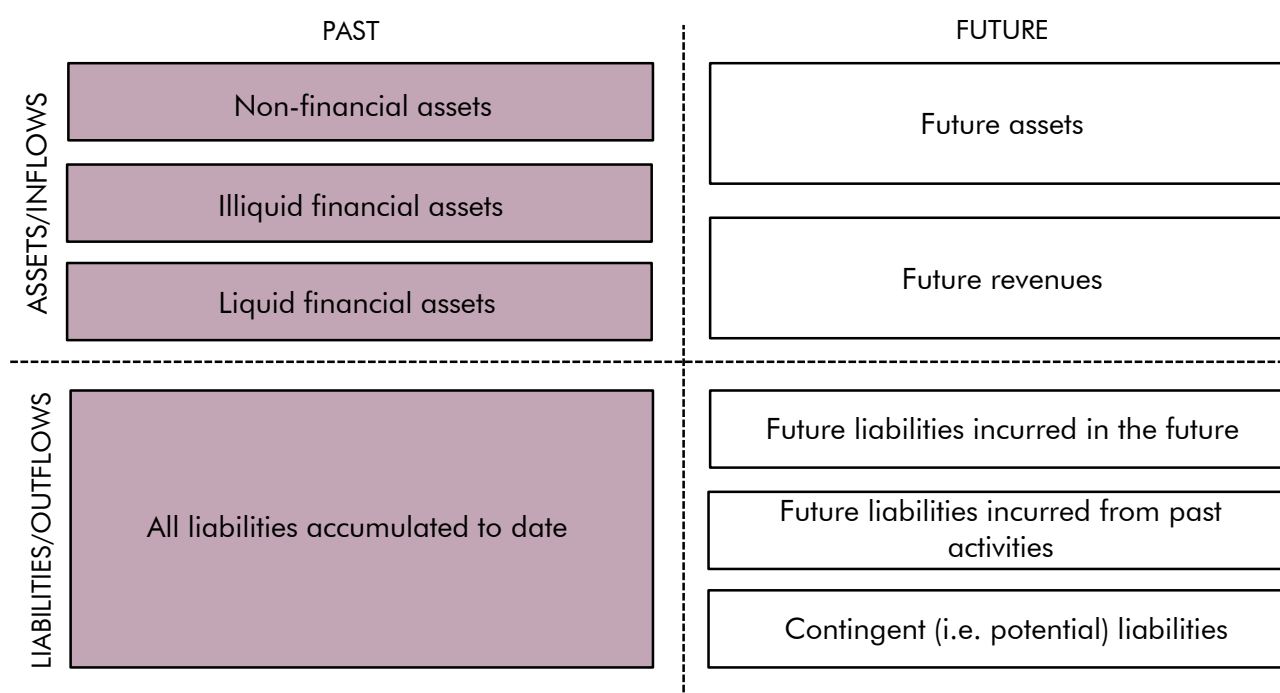 PAST
FUTURE
ASSETS/INFLOWS
Non-financial assets
Illiquid financial assets
Liquid financial assets
Future assets
Future revenues
LIABILITIES/OUTFLOWS
All liabilities accumulated to date
Future liabilities incurred in the future
Future liabilities incurred from past
activities
Contingent (i.e. potential) liabilities